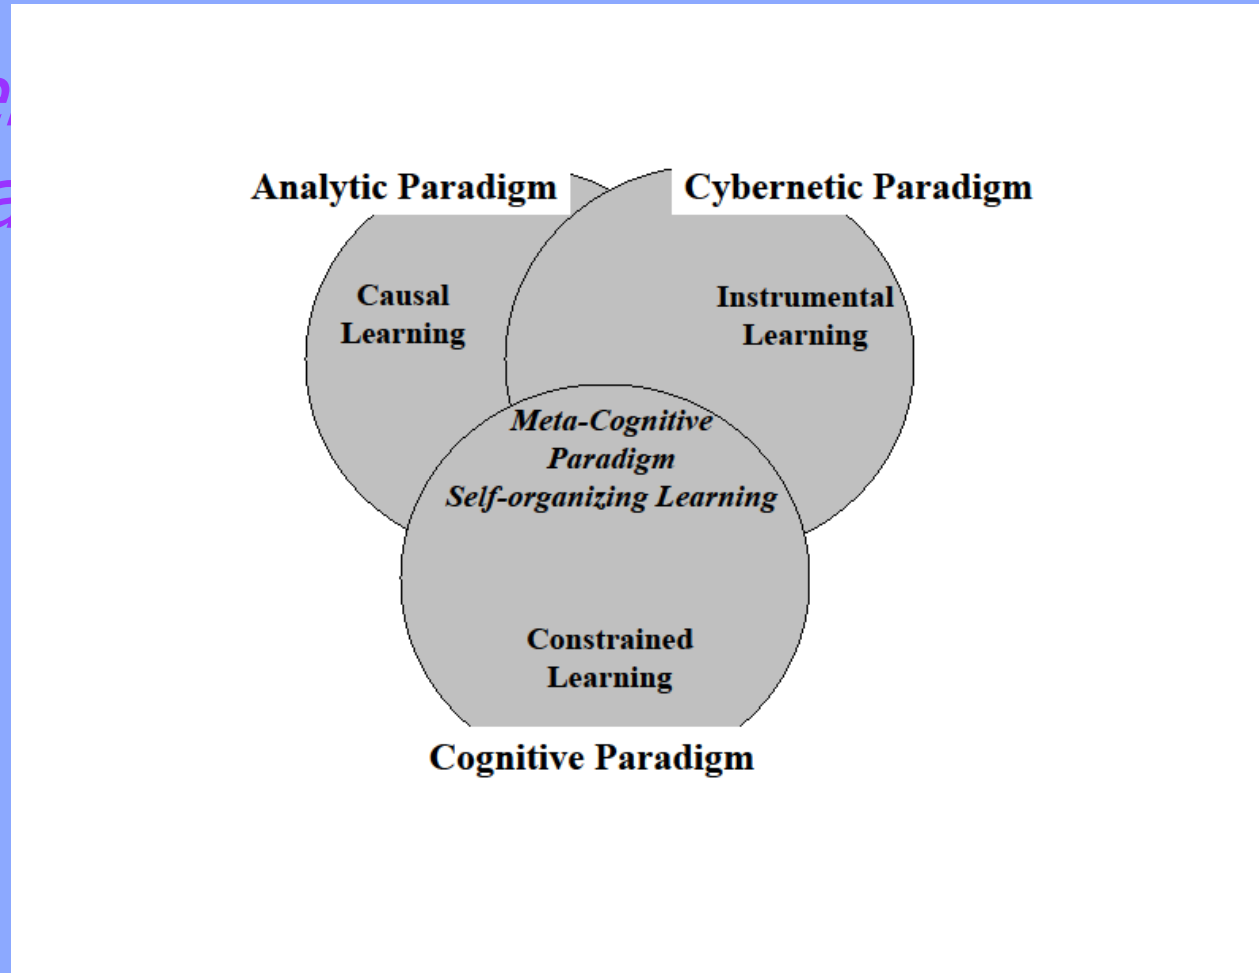 Analytic Paradigm
Cybernetic Paradigm
Causal
Learning
Instrumental
Learning
Meta-Cognitive
Paradigm
Self-organizing Learning
Constrained
Learning
Cognitive Paradigm